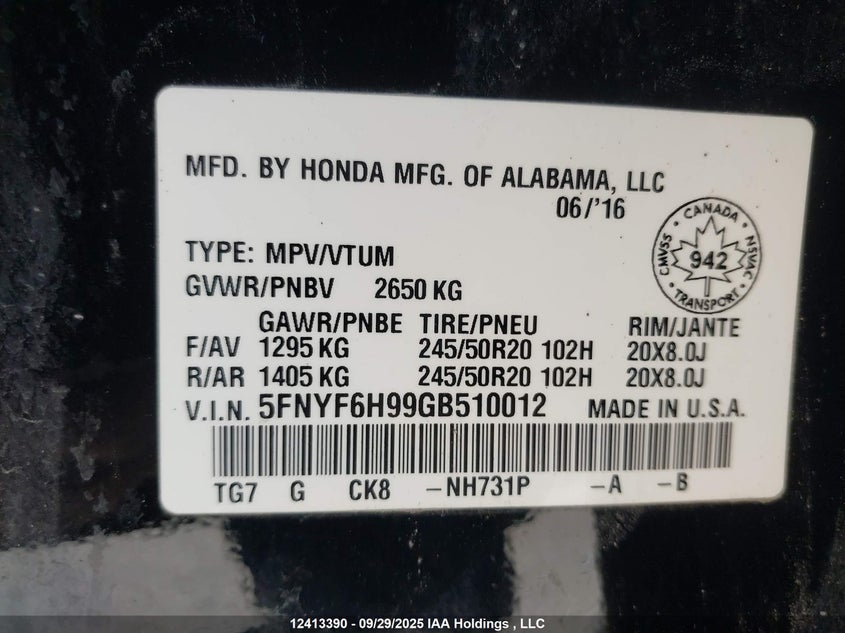 MFD. BY HONDA MFG. OF ALABAMA, LLC
06/'16
TYPE: MPV/VTUM
GVWR/PNBV 2650 KG
CANADA
CMVSS 942 NSVAC
TRANSPORT
GAWR/PNBE TIRE/PNEU RIM/JANTE
F/AV 1295 KG 245/50R20 102H 20X8.0J
R/AR 1405 KG 245/50R20 102H 20X8.0J
V.I.N. 5FNYF6H99GB510012 MADE IN U.S.A.
TG7 G CK8 -NH731P -A -B
12413390 - 09/29/2025 IAA Holdings , LLC